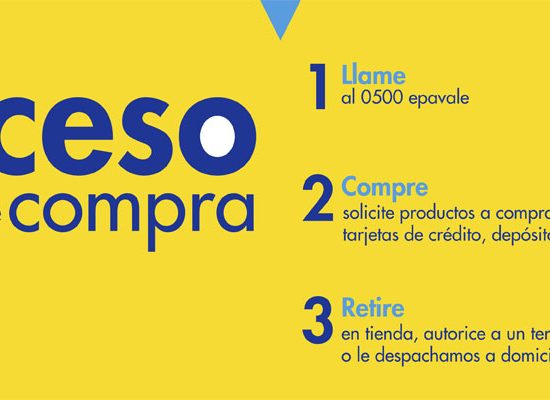 ceso
compra
1 Llame
al 0500 epavale
2 Compre
solicite productos a compra
tarjetas de crédito, depósito
3 Retire
en tienda, autorice a un ter
o le despachamos a domici